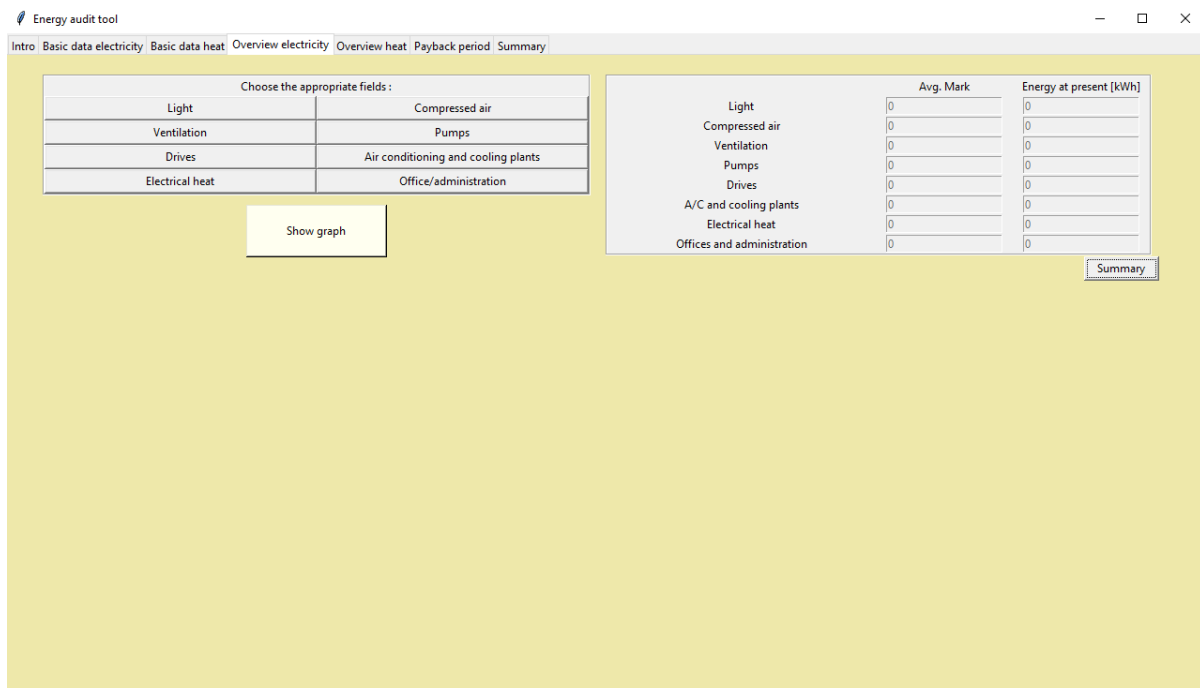 Energy audit tool
Intro Basic data electricity Basic data heat Overview electricity Overview heat Payback period Summary
Choose the appropriate fields :
Light Compressed air
Ventilation Pumps
Drives Air conditioning and cooling plants
Electrical heat Office/administration
Show graph
Avg. Mark Energy at present [kWh]
Light 0 0
Compressed air 0 0
Ventilation 0 0
Pumps 0 0
Drives 0 0
A/C and cooling plants 0 0
Electrical heat 0 0
Offices and administration 0 0
Summary